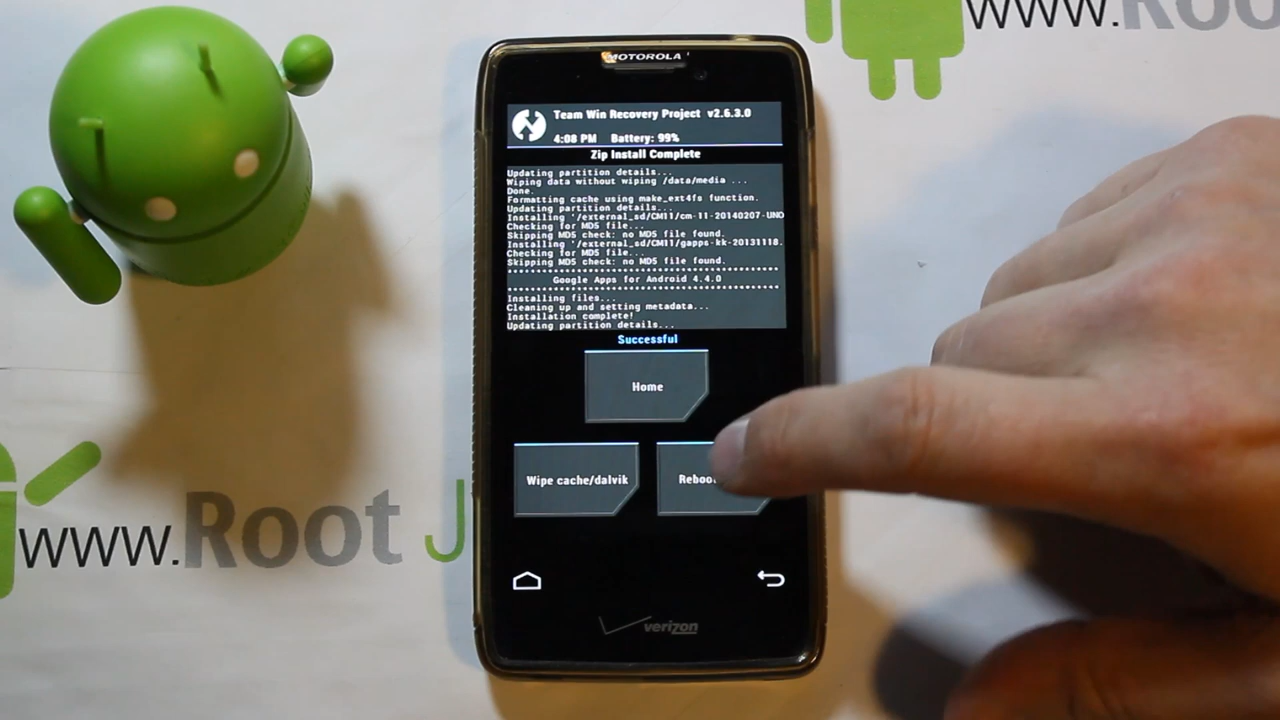 www.Root
MOTOROLA
Team Win Recovery Project v2.6.3.0
4:08 PM Battery: 99%
Zip Install Complete
Updating partition details...
Wiping data without wiping /data/media ...
Done.
Formatting cache using make_ext4fs function.
Updating partition details...
Installing '/external_sd/CM11/cm-11-20140207-UNO
Checking for MD5 file...
Skipping MD5 check: no MD5 file found.
Installing '/external_sd/CM11/gapps-kk-20131118.
Checking for MD5 file...
Skipping MD5 check: no MD5 file found.
Google Apps for Android 4.4.0
Installing files...
Cleaning up and setting metadata...
Installation complete!
Updating partition details...
Successful
Home
Wipe cache/dalvik
Reboo
www.Root J
verizon